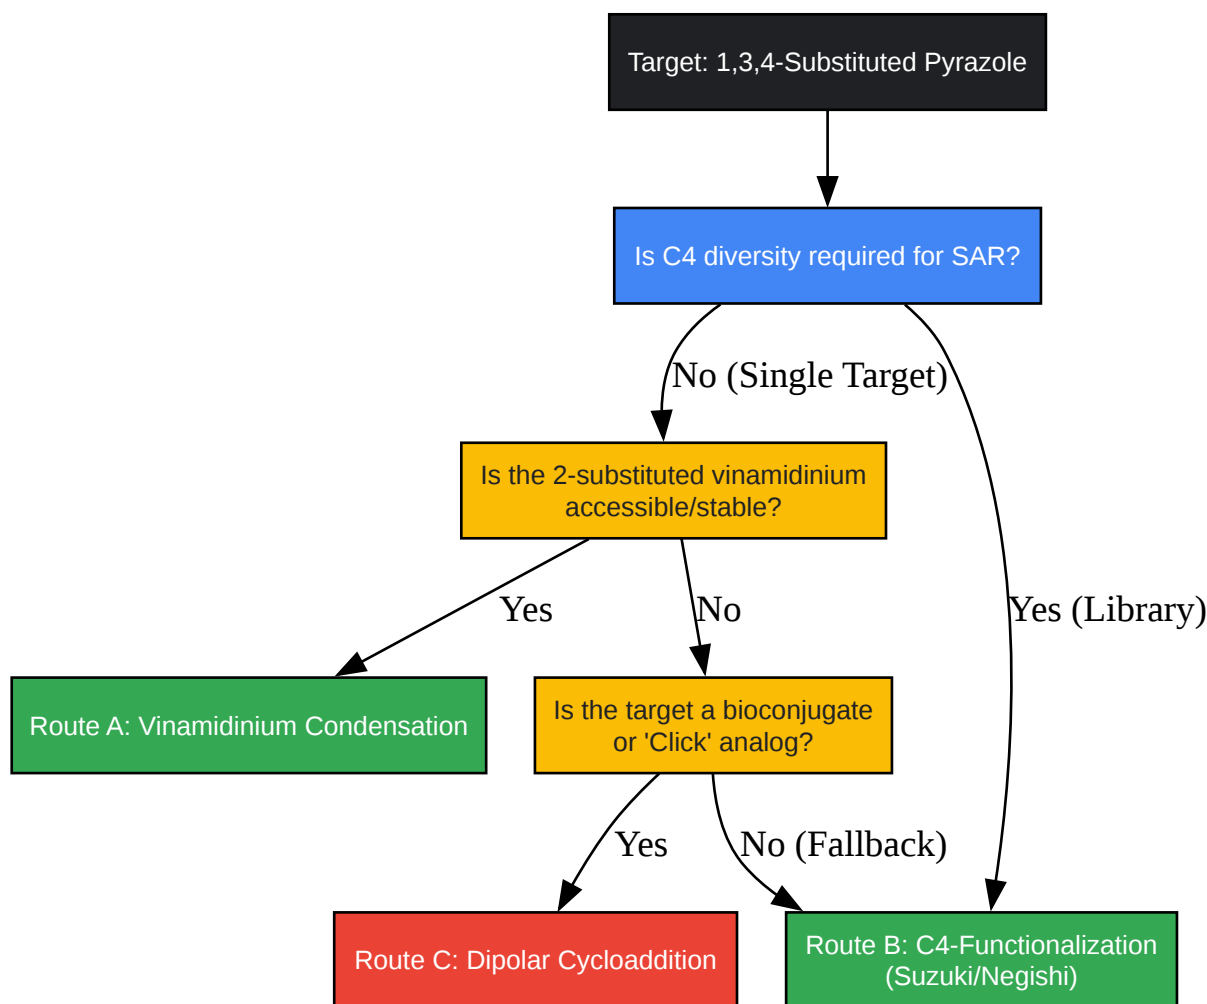 Target: 1,3,4-Substituted Pyrazole
Is C4 diversity required for SAR?
No (Single Target)
Is the 2-substituted vinamidinium
accessible/stable?
Yes
No
Yes (Library)
Route A: Vinamidinium Condensation
Is the target a bioconjugate
or 'Click' analog?
Yes
No (Fallback)
Route C: Dipolar Cycloaddition
Route B: C4-Functionalization
(Suzuki/Negishi)